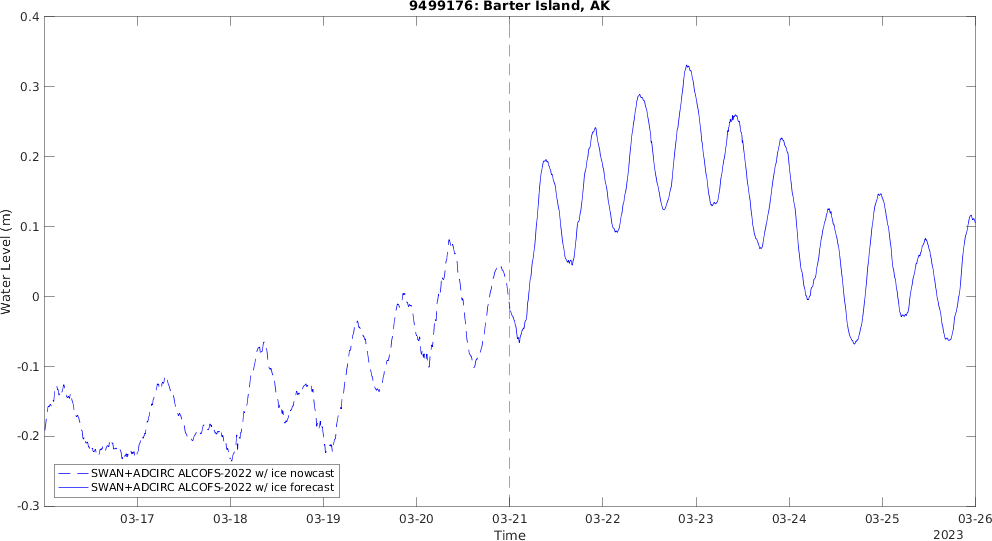 9499176: Barter Island, AK
0.4
0.3
0.2
0.1
0
-0.1
-0.2
-0.3
Water Level (m)
SWAN+ADCIRC ALCOFS-2022 w/ ice nowcast
SWAN+ADCIRC ALCOFS-2022 w/ ice forecast
03-17 03-18 03-19 03-20 03-21 03-22 03-23 03-24 03-25 03-26
Time
2023